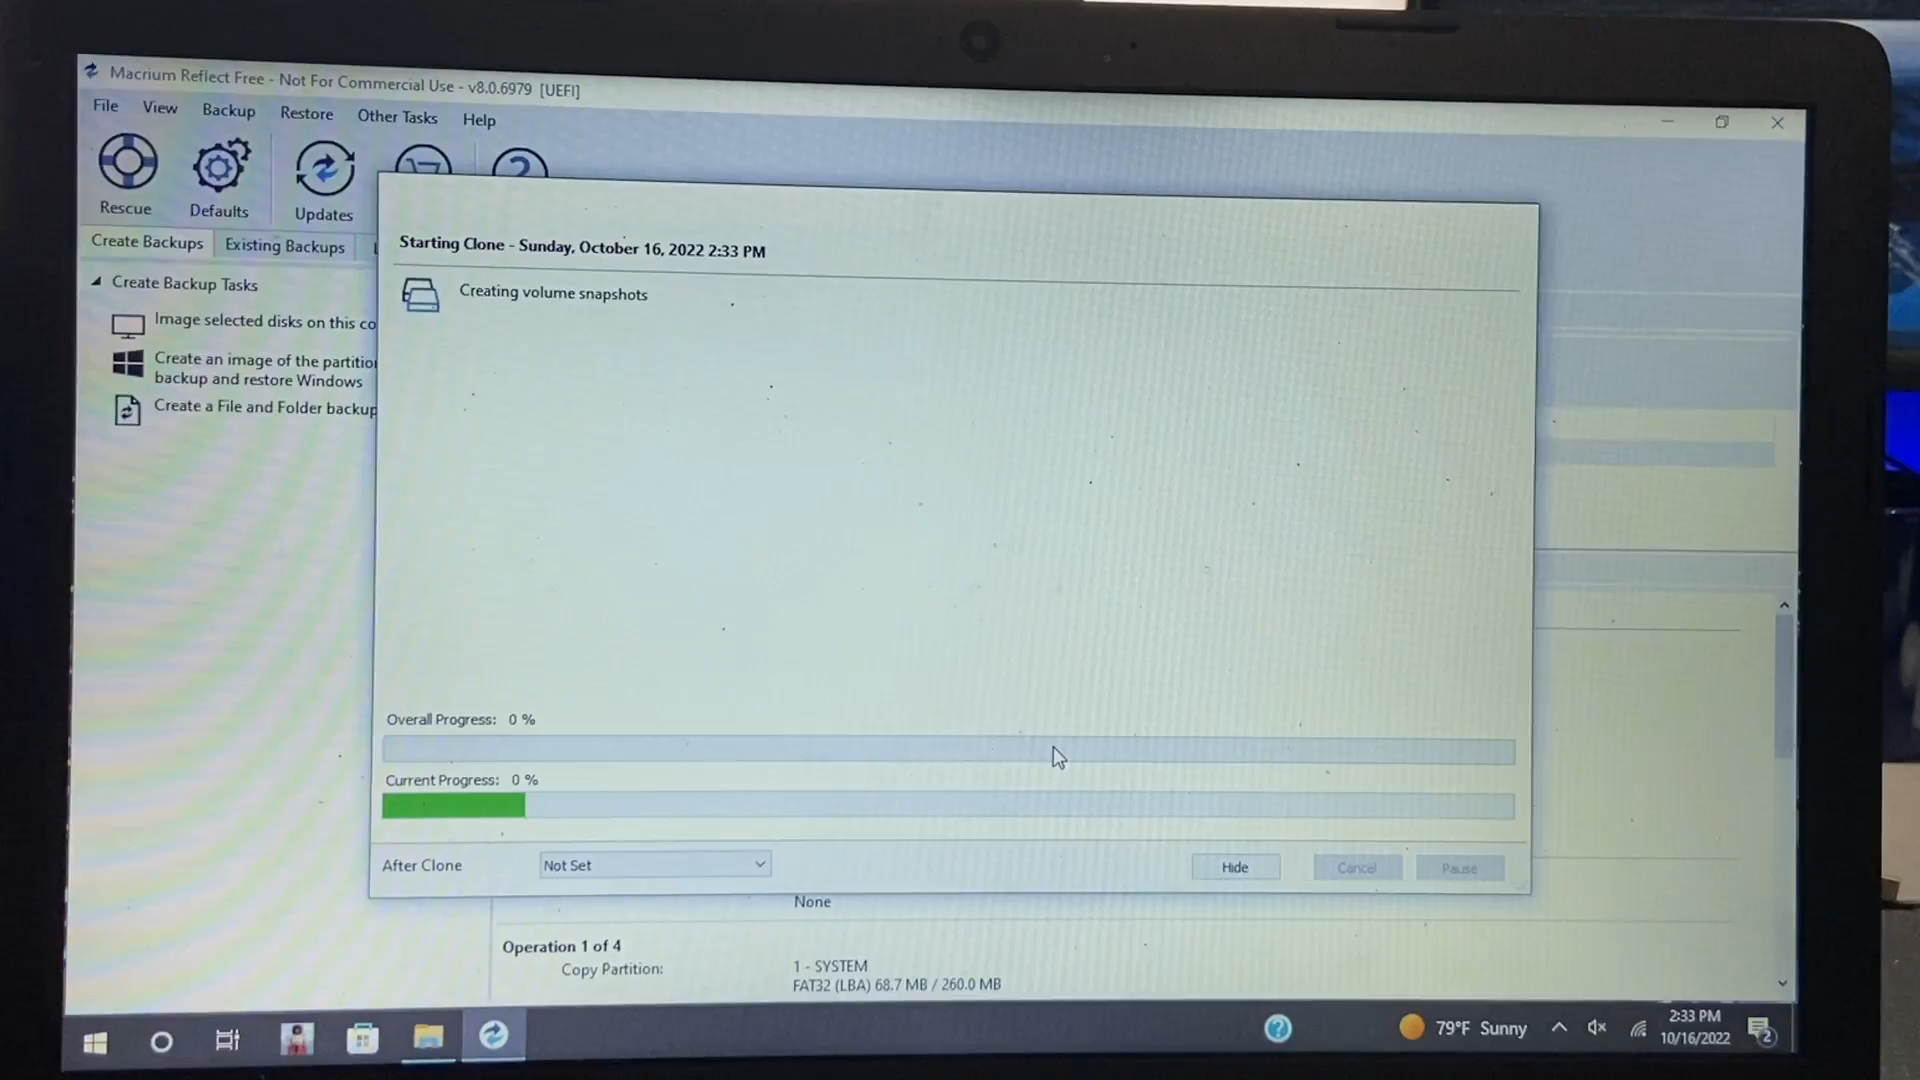 Macrium Reflect Free - Not For Commercial Use - v8.0.6979 [UEFI]
File View Backup Restore Other Tasks Help
Rescue Defaults Updates
Create Backups Existing Backups
Create Backup Tasks
Image selected disks on this co
Create an image of the partition
backup and restore Windows
Create a File and Folder backup
Starting Clone - Sunday, October 16, 2022 2:33 PM
Creating volume snapshots
Overall Progress: 0 %
Current Progress: 0 %
After Clone Not Set Hide Cancel Pause
None
Operation 1 of 4
Copy Partition: 1 - SYSTEM
FAT32 (LBA) 68.7 MB / 260.0 MB
79°F Sunny
2:33 PM
10/16/2022
2